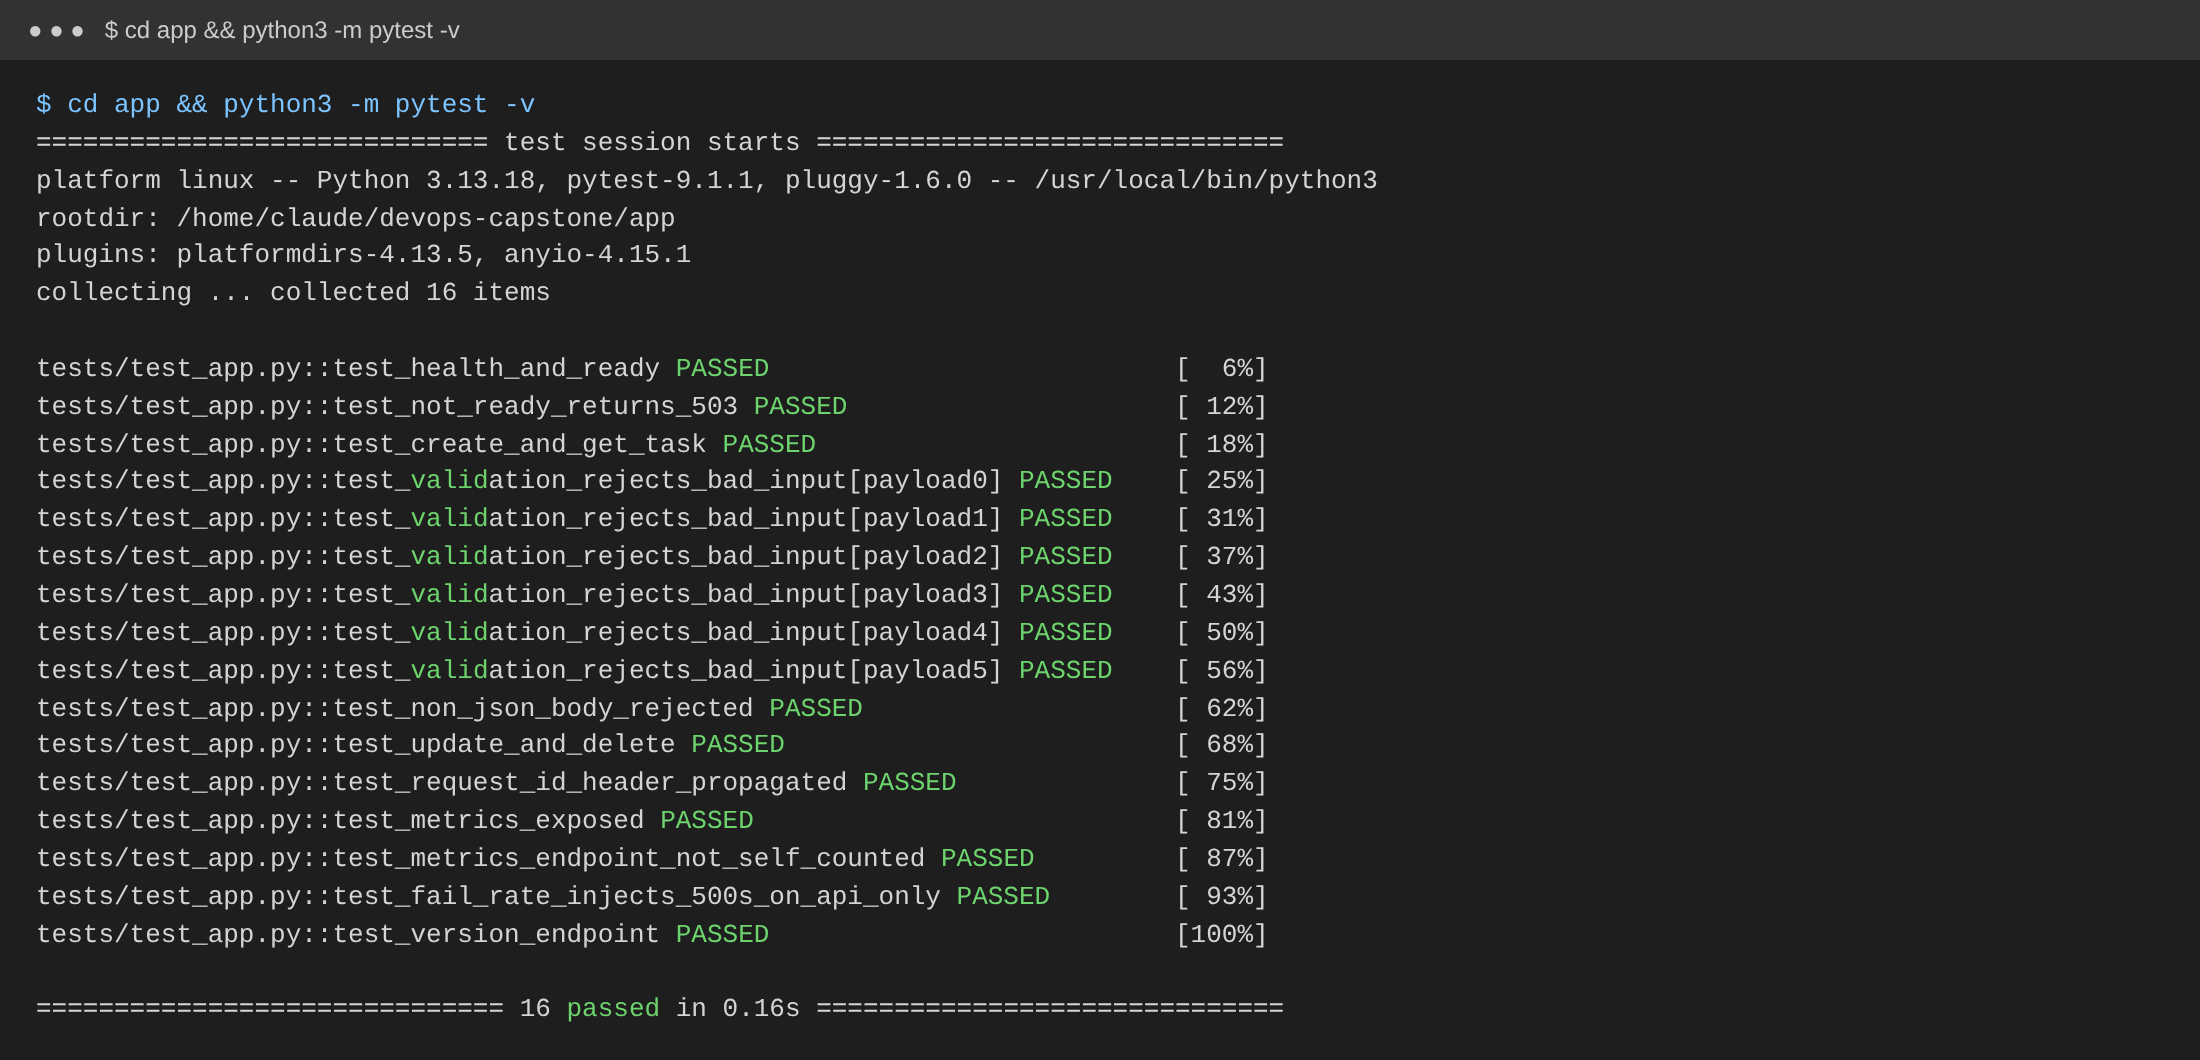 ● ● ● $ cd app && python3 -m pytest -v
$ cd app && python3 -m pytest -v
============================= test session starts ==============================
platform linux -- Python 3.13.18, pytest-9.1.1, pluggy-1.6.0 -- /usr/local/bin/python3
rootdir: /home/claude/devops-capstone/app
plugins: platformdirs-4.13.5, anyio-4.15.1
collecting ... collected 16 items
tests/test_app.py::test_health_and_ready PASSED                          [  6%]
tests/test_app.py::test_not_ready_returns_503 PASSED                     [ 12%]
tests/test_app.py::test_create_and_get_task PASSED                       [ 18%]
tests/test_app.py::test_validation_rejects_bad_input[payload0] PASSED    [ 25%]
tests/test_app.py::test_validation_rejects_bad_input[payload1] PASSED    [ 31%]
tests/test_app.py::test_validation_rejects_bad_input[payload2] PASSED    [ 37%]
tests/test_app.py::test_validation_rejects_bad_input[payload3] PASSED    [ 43%]
tests/test_app.py::test_validation_rejects_bad_input[payload4] PASSED    [ 50%]
tests/test_app.py::test_validation_rejects_bad_input[payload5] PASSED    [ 56%]
tests/test_app.py::test_non_json_body_rejected PASSED                    [ 62%]
tests/test_app.py::test_update_and_delete PASSED                         [ 68%]
tests/test_app.py::test_request_id_header_propagated PASSED              [ 75%]
tests/test_app.py::test_metrics_exposed PASSED                           [ 81%]
tests/test_app.py::test_metrics_endpoint_not_self_counted PASSED         [ 87%]
tests/test_app.py::test_fail_rate_injects_500s_on_api_only PASSED        [ 93%]
tests/test_app.py::test_version_endpoint PASSED                          [100%]
============================== 16 passed in 0.16s ==============================